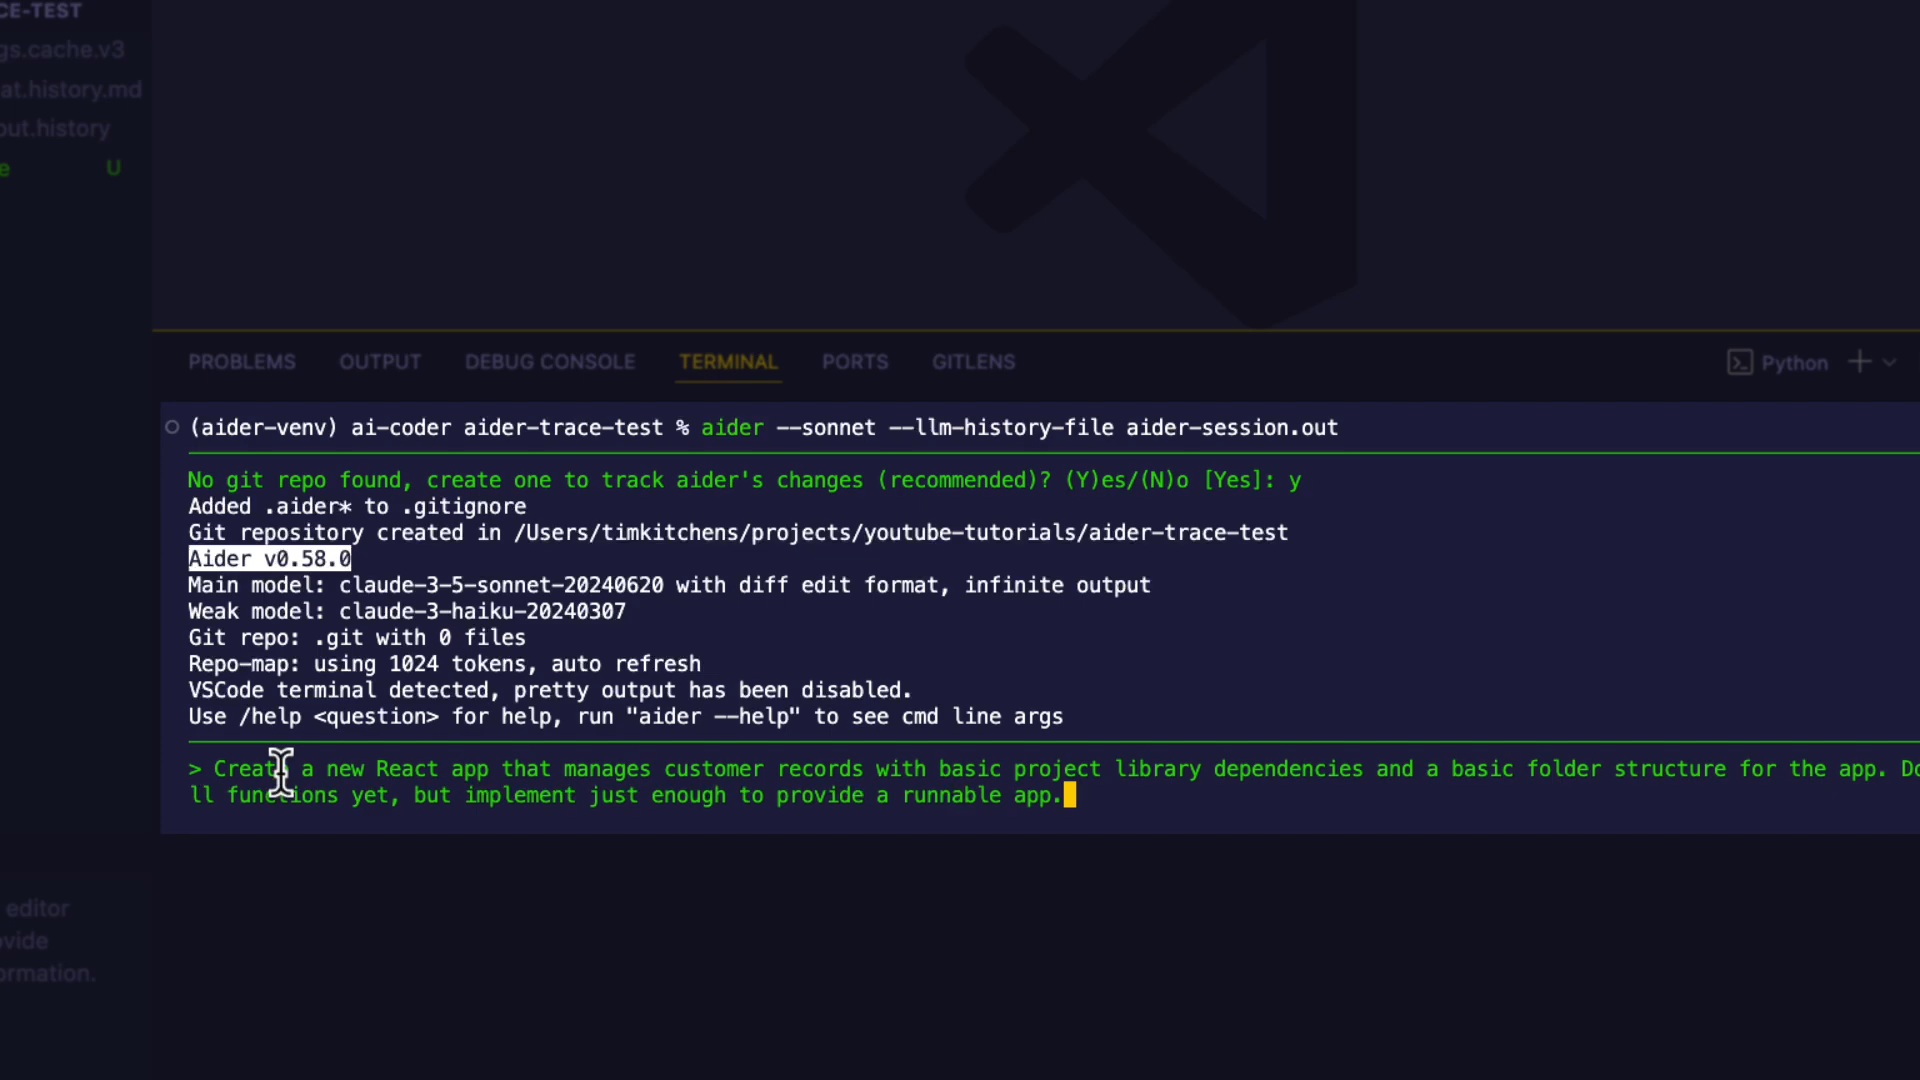 CE-TEST
gs.cache.v3
at.history.md
out.history
e U
PROBLEMS OUTPUT DEBUG CONSOLE TERMINAL PORTS GITLENS Python
(aider-venv) ai-coder aider-trace-test % aider --sonnet --llm-history-file aider-session.out
No git repo found, create one to track aider's changes (recommended)? (Y)es/(N)o [Yes]: y
Added .aider* to .gitignore
Git repository created in /Users/timkitchens/projects/youtube-tutorials/aider-trace-test
Aider v0.58.0
Main model: claude-3-5-sonnet-20240620 with diff edit format, infinite output
Weak model: claude-3-haiku-20240307
Git repo: .git with 0 files
Repo-map: using 1024 tokens, auto refresh
VSCode terminal detected, pretty output has been disabled.
Use /help <question> for help, run "aider --help" to see cmd line args
> Create a new React app that manages customer records with basic project library dependencies and a basic folder structure for the app. Do
ll functions yet, but implement just enough to provide a runnable app.
editor
ovide
ormation.